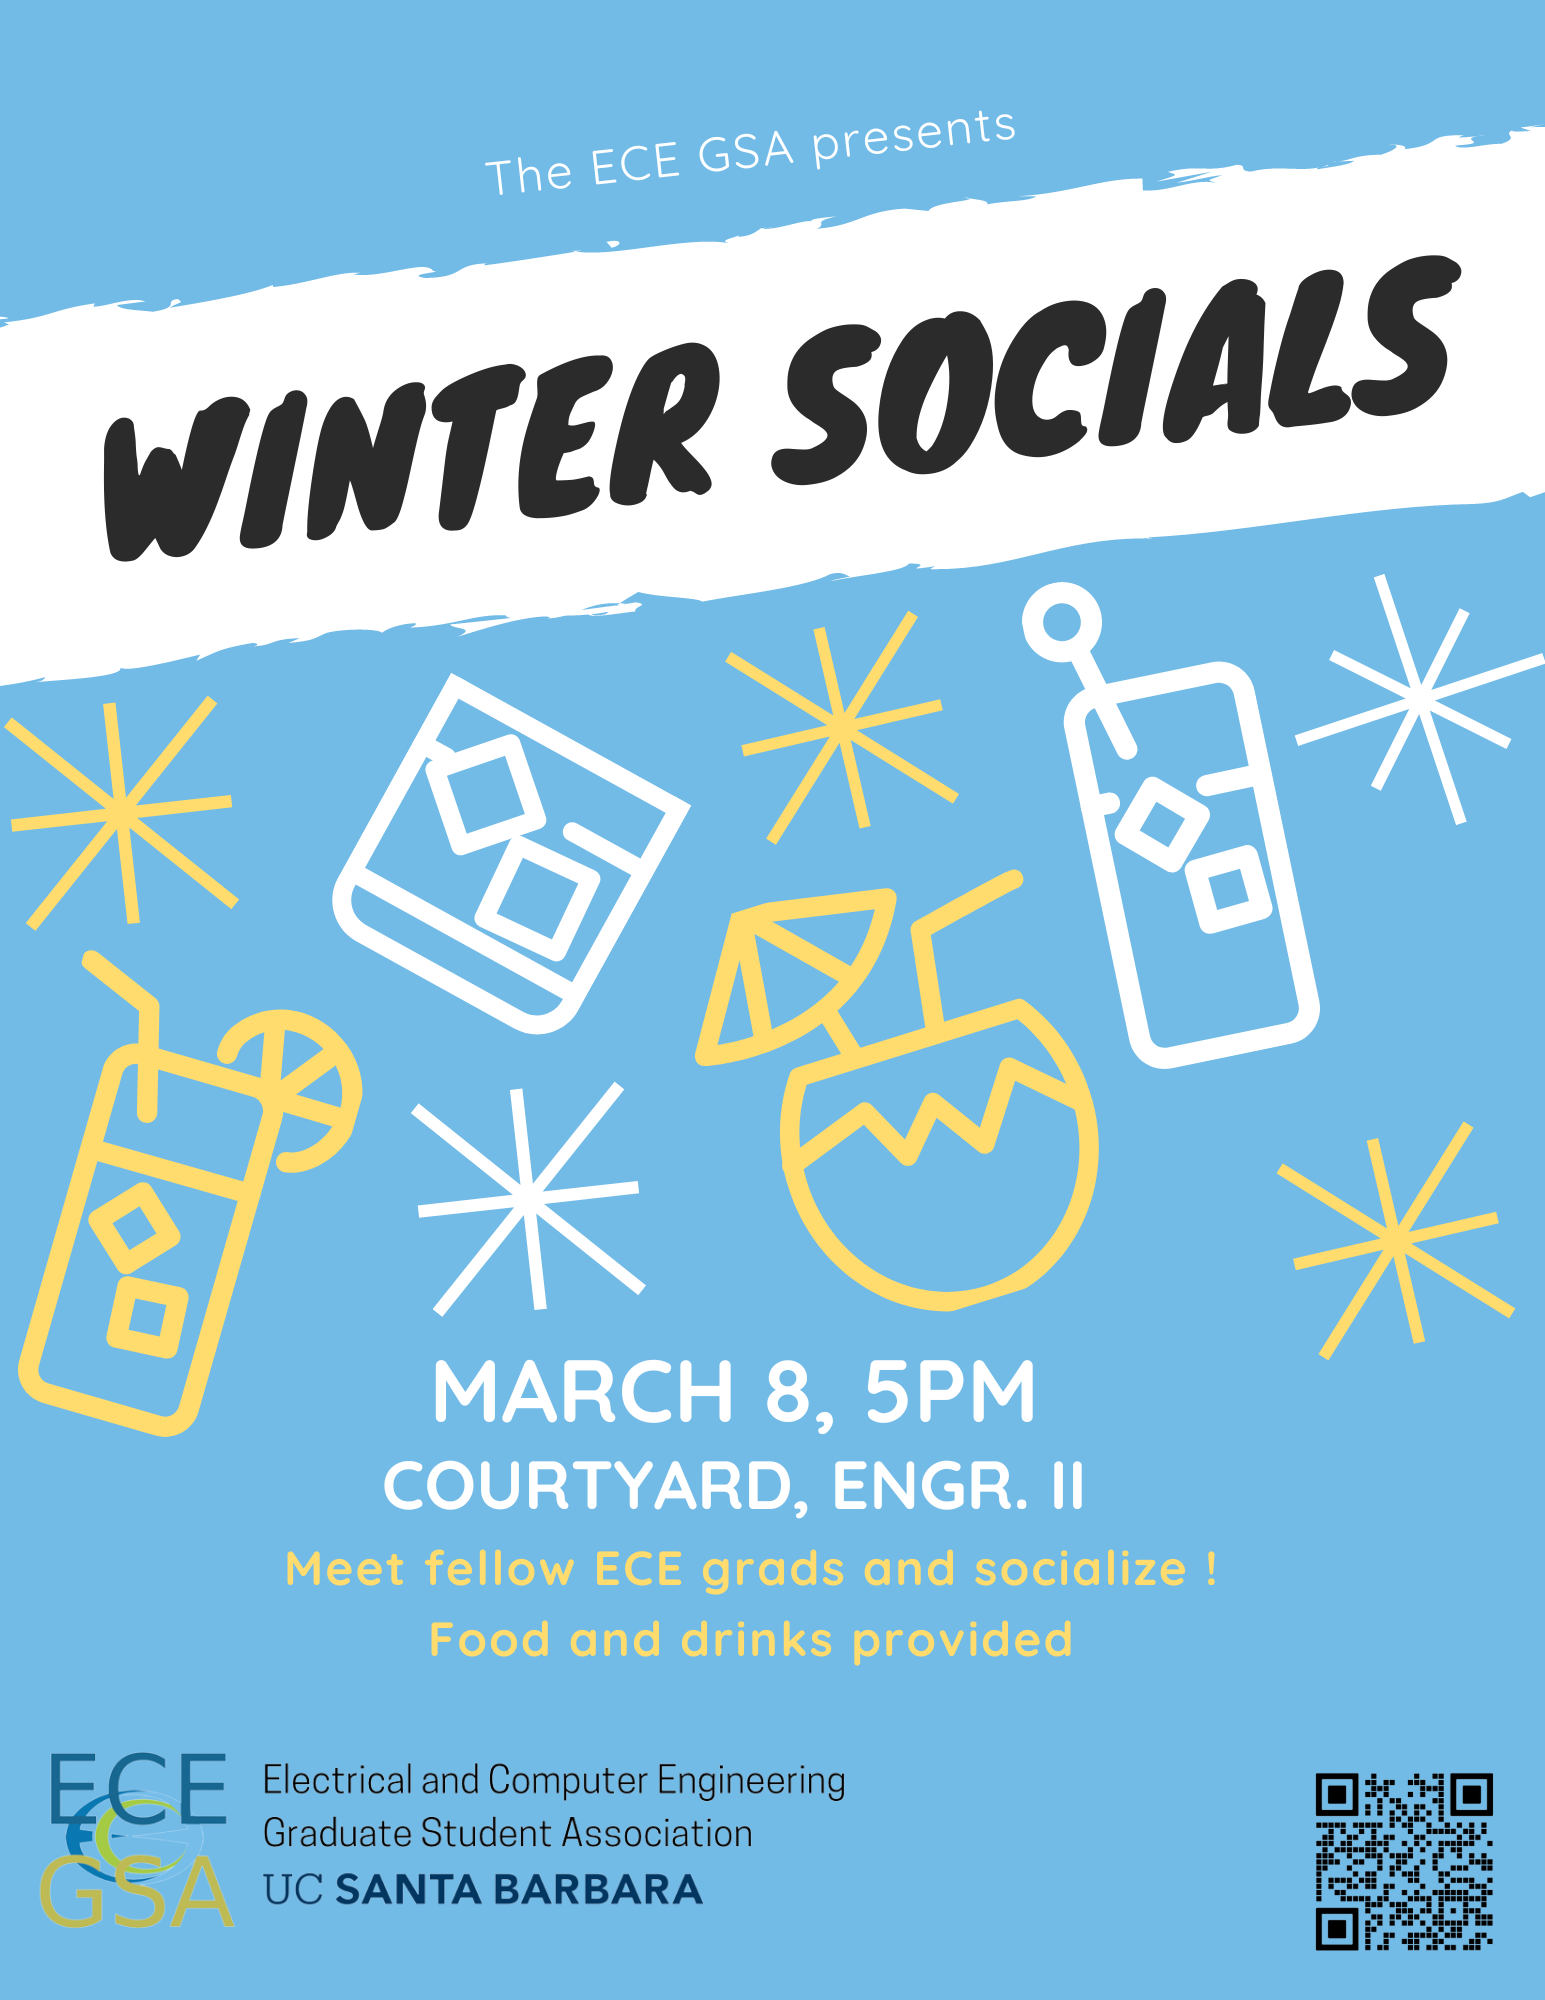 The ECE GSA presents
WINTER SOCIALS
MARCH 8, 5PM
COURTYARD, ENGR. II
Meet fellow ECE grads and socialize !
Food and drinks provided
ECE
GSA
Electrical and Computer Engineering
Graduate Student Association
UC SANTA BARBARA